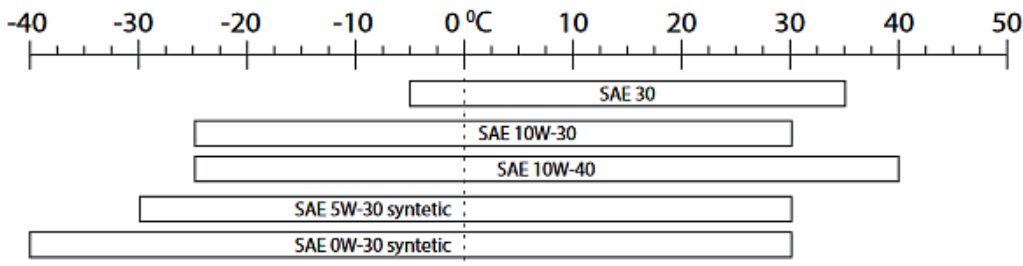 -40 -30 -20 -10 0 ⁰C 10 20 30 40 50
SAE 30
SAE 10W-30
SAE 10W-40
SAE 5W-30 syntetic
SAE 0W-30 syntetic